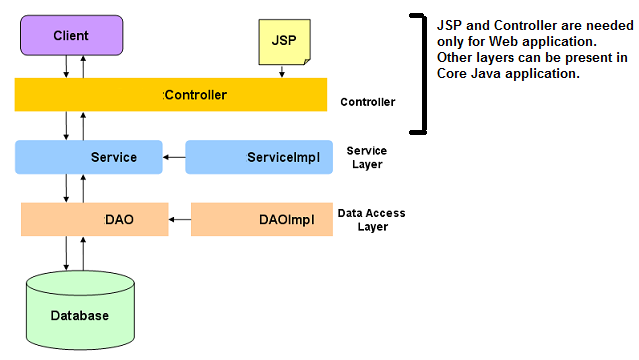 Client
JSP
JSP and Controller are needed
only for Web application.
Other layers can be present in
Core Java application.
:Controller
Controller
Service
ServiceImpl
Service
Layer
:DAO
DAOImpl
Data Access
Layer
Database